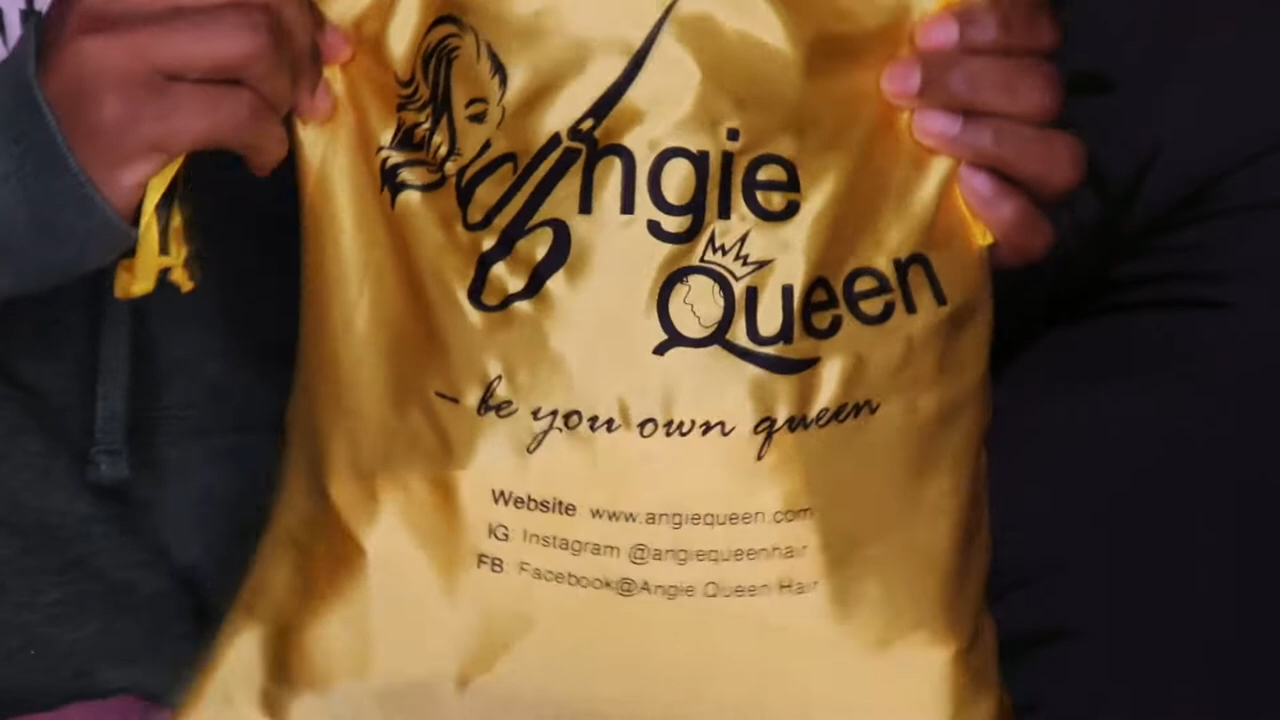 Angie
Queen
- be you own queen
Website www.angiequeen.com
IG: Instagram @angiequeenhair
FB: Facebook@Angie Queen Hair